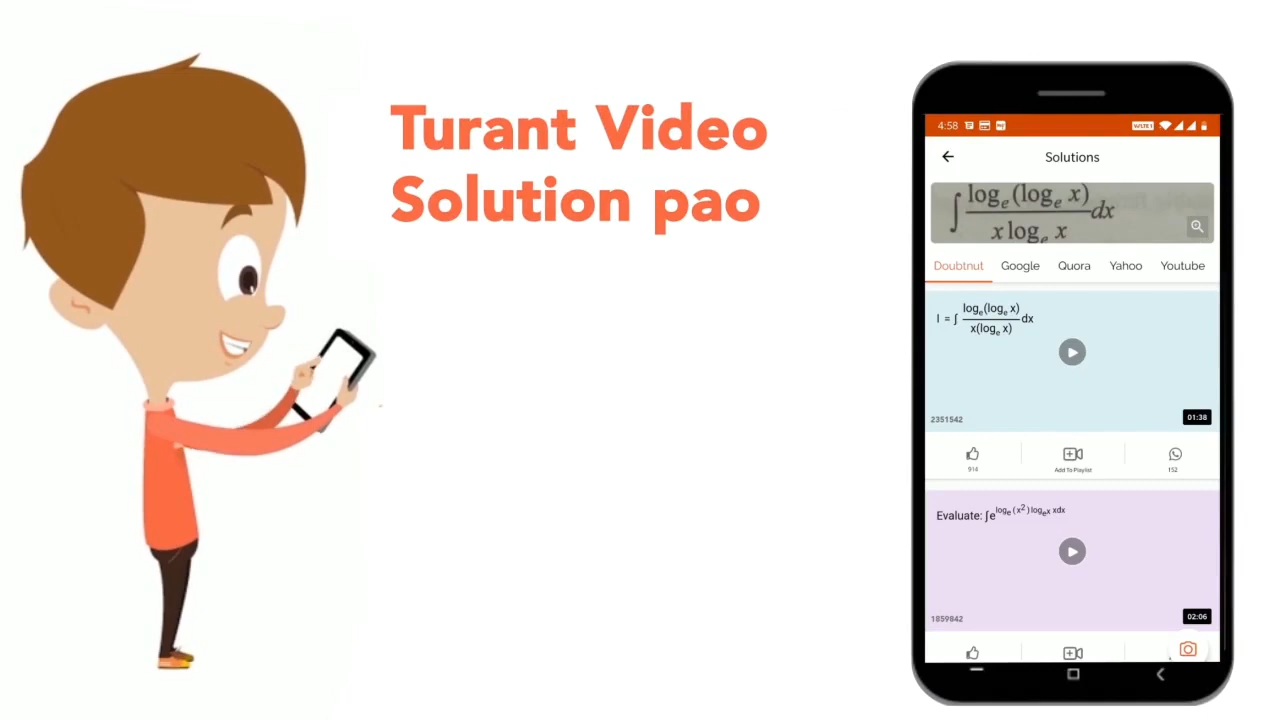 Turant Video
Solution pao
4:58
VoLTE
Solutions
∫ logₑ(logₑ x) / x logₑ x dx
Doubtnut Google Quora Yahoo Youtube
I = ∫ logₑ(logₑ x) / x(logₑ x) dx
2351542 01:38
914 Add To Playlist 152
Evaluate: ∫e^logₑ(x²)logₑx xdx
1859842 02:06